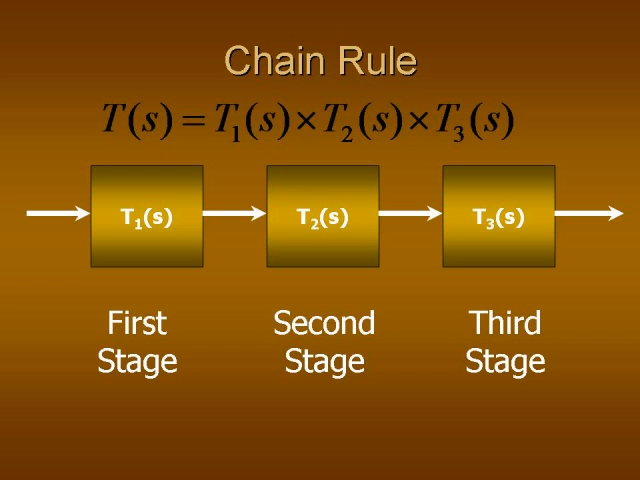 Chain Rule
T(s) = T₁(s) × T₂(s) × T₃(s)
T₁(s) T₂(s) T₃(s)
First Second Third
Stage Stage Stage